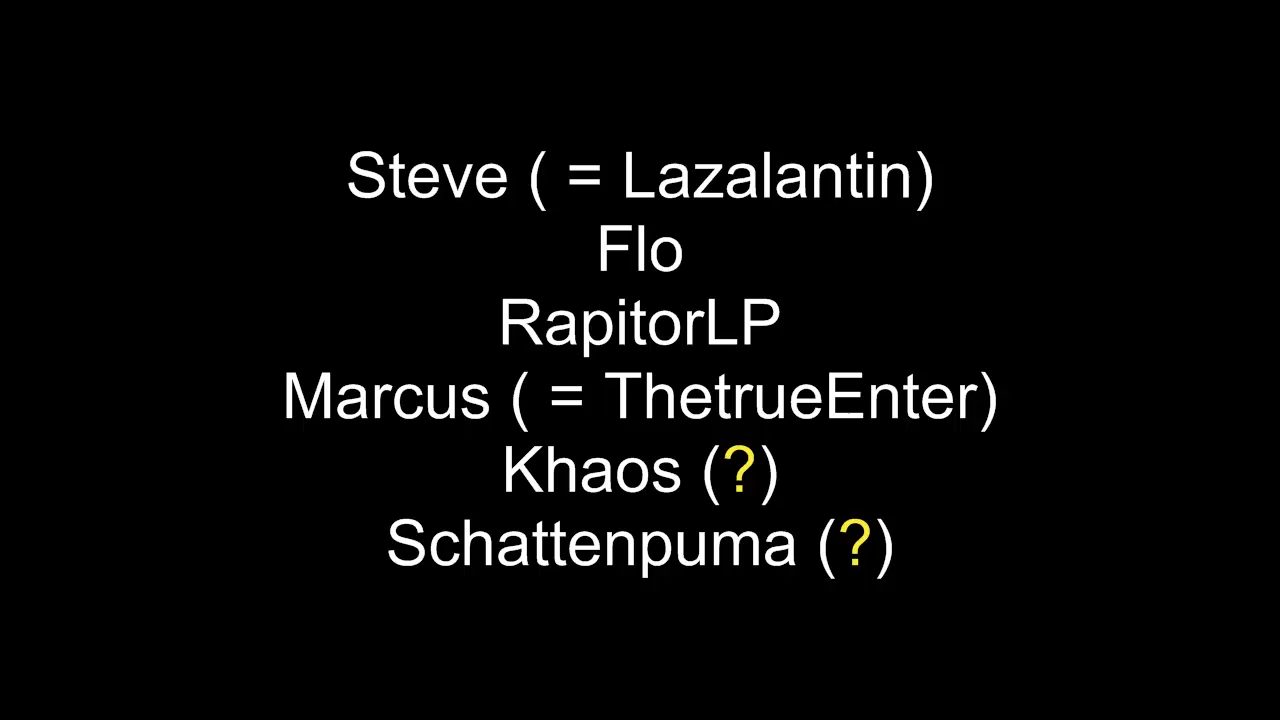 Steve ( = Lazalantin)
Flo
RapitorLP
Marcus ( = ThetrueEnter)
Khaos (?)
Schattenpuma (?)